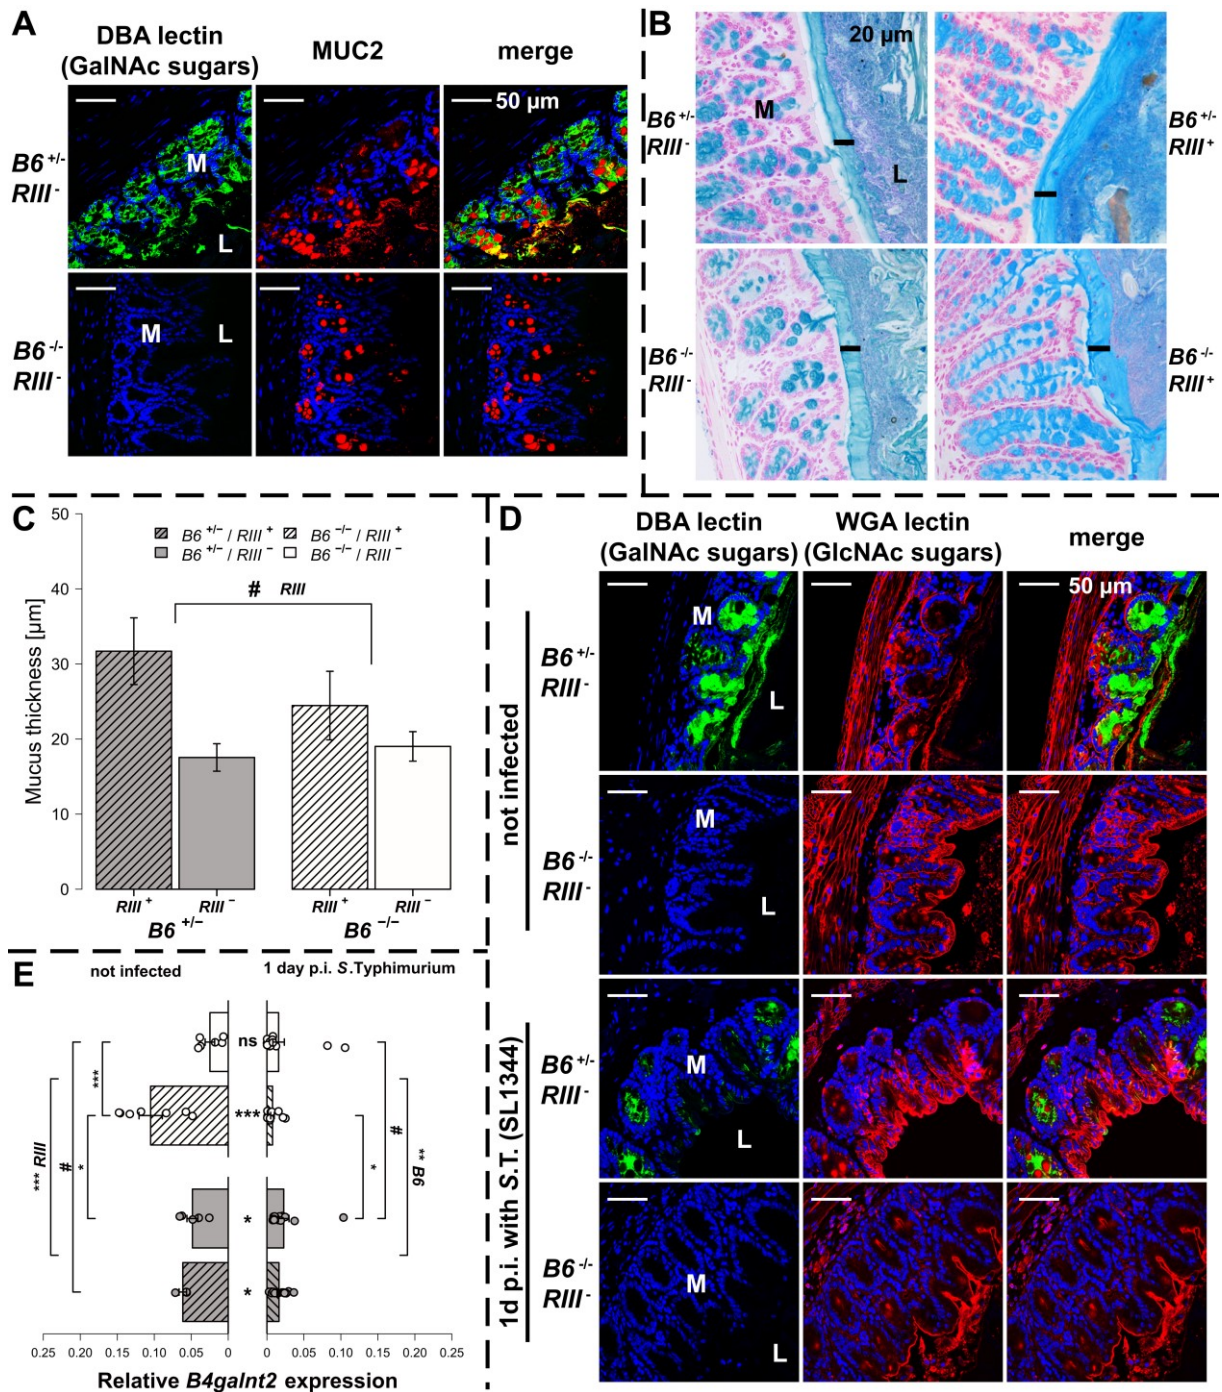 A
DBA lectin
(GalNAc sugars)
MUC2
merge
50 µm
B6 +/-
RIII -
M
L
B6 -/-
RIII -
M
L
B
20 µm
B6 +/-
RIII -
M
L
B6 +/-
RIII +
B6 -/-
RIII -
B6 -/-
RIII +
C
50
40
30
20
10
0
Mucus thickness [µm]
B6 +/- / RIII +
B6 -/- / RIII +
B6 +/- / RIII -
B6 -/- / RIII -
# RIII
RIII +
RIII -
RIII +
RIII -
B6 +/-
B6 -/-
D
DBA lectin
(GalNAc sugars)
WGA lectin
(GlcNAc sugars)
merge
50 µm
not infected
B6 +/-
RIII -
M
L
B6 -/-
RIII -
M
L
1d p.i. with S.T. (SL1344)
B6 +/-
RIII -
M
L
B6 -/-
RIII -
M
L
E
not infected
1 day p.i. S.Typhimurium
ns
***
*
*
*** RIII
#
*
***
*
#
** B6
0.25 0.20 0.15 0.10 0.05 0 0 0.05 0.10 0.15 0.20 0.25
Relative B4galnt2 expression